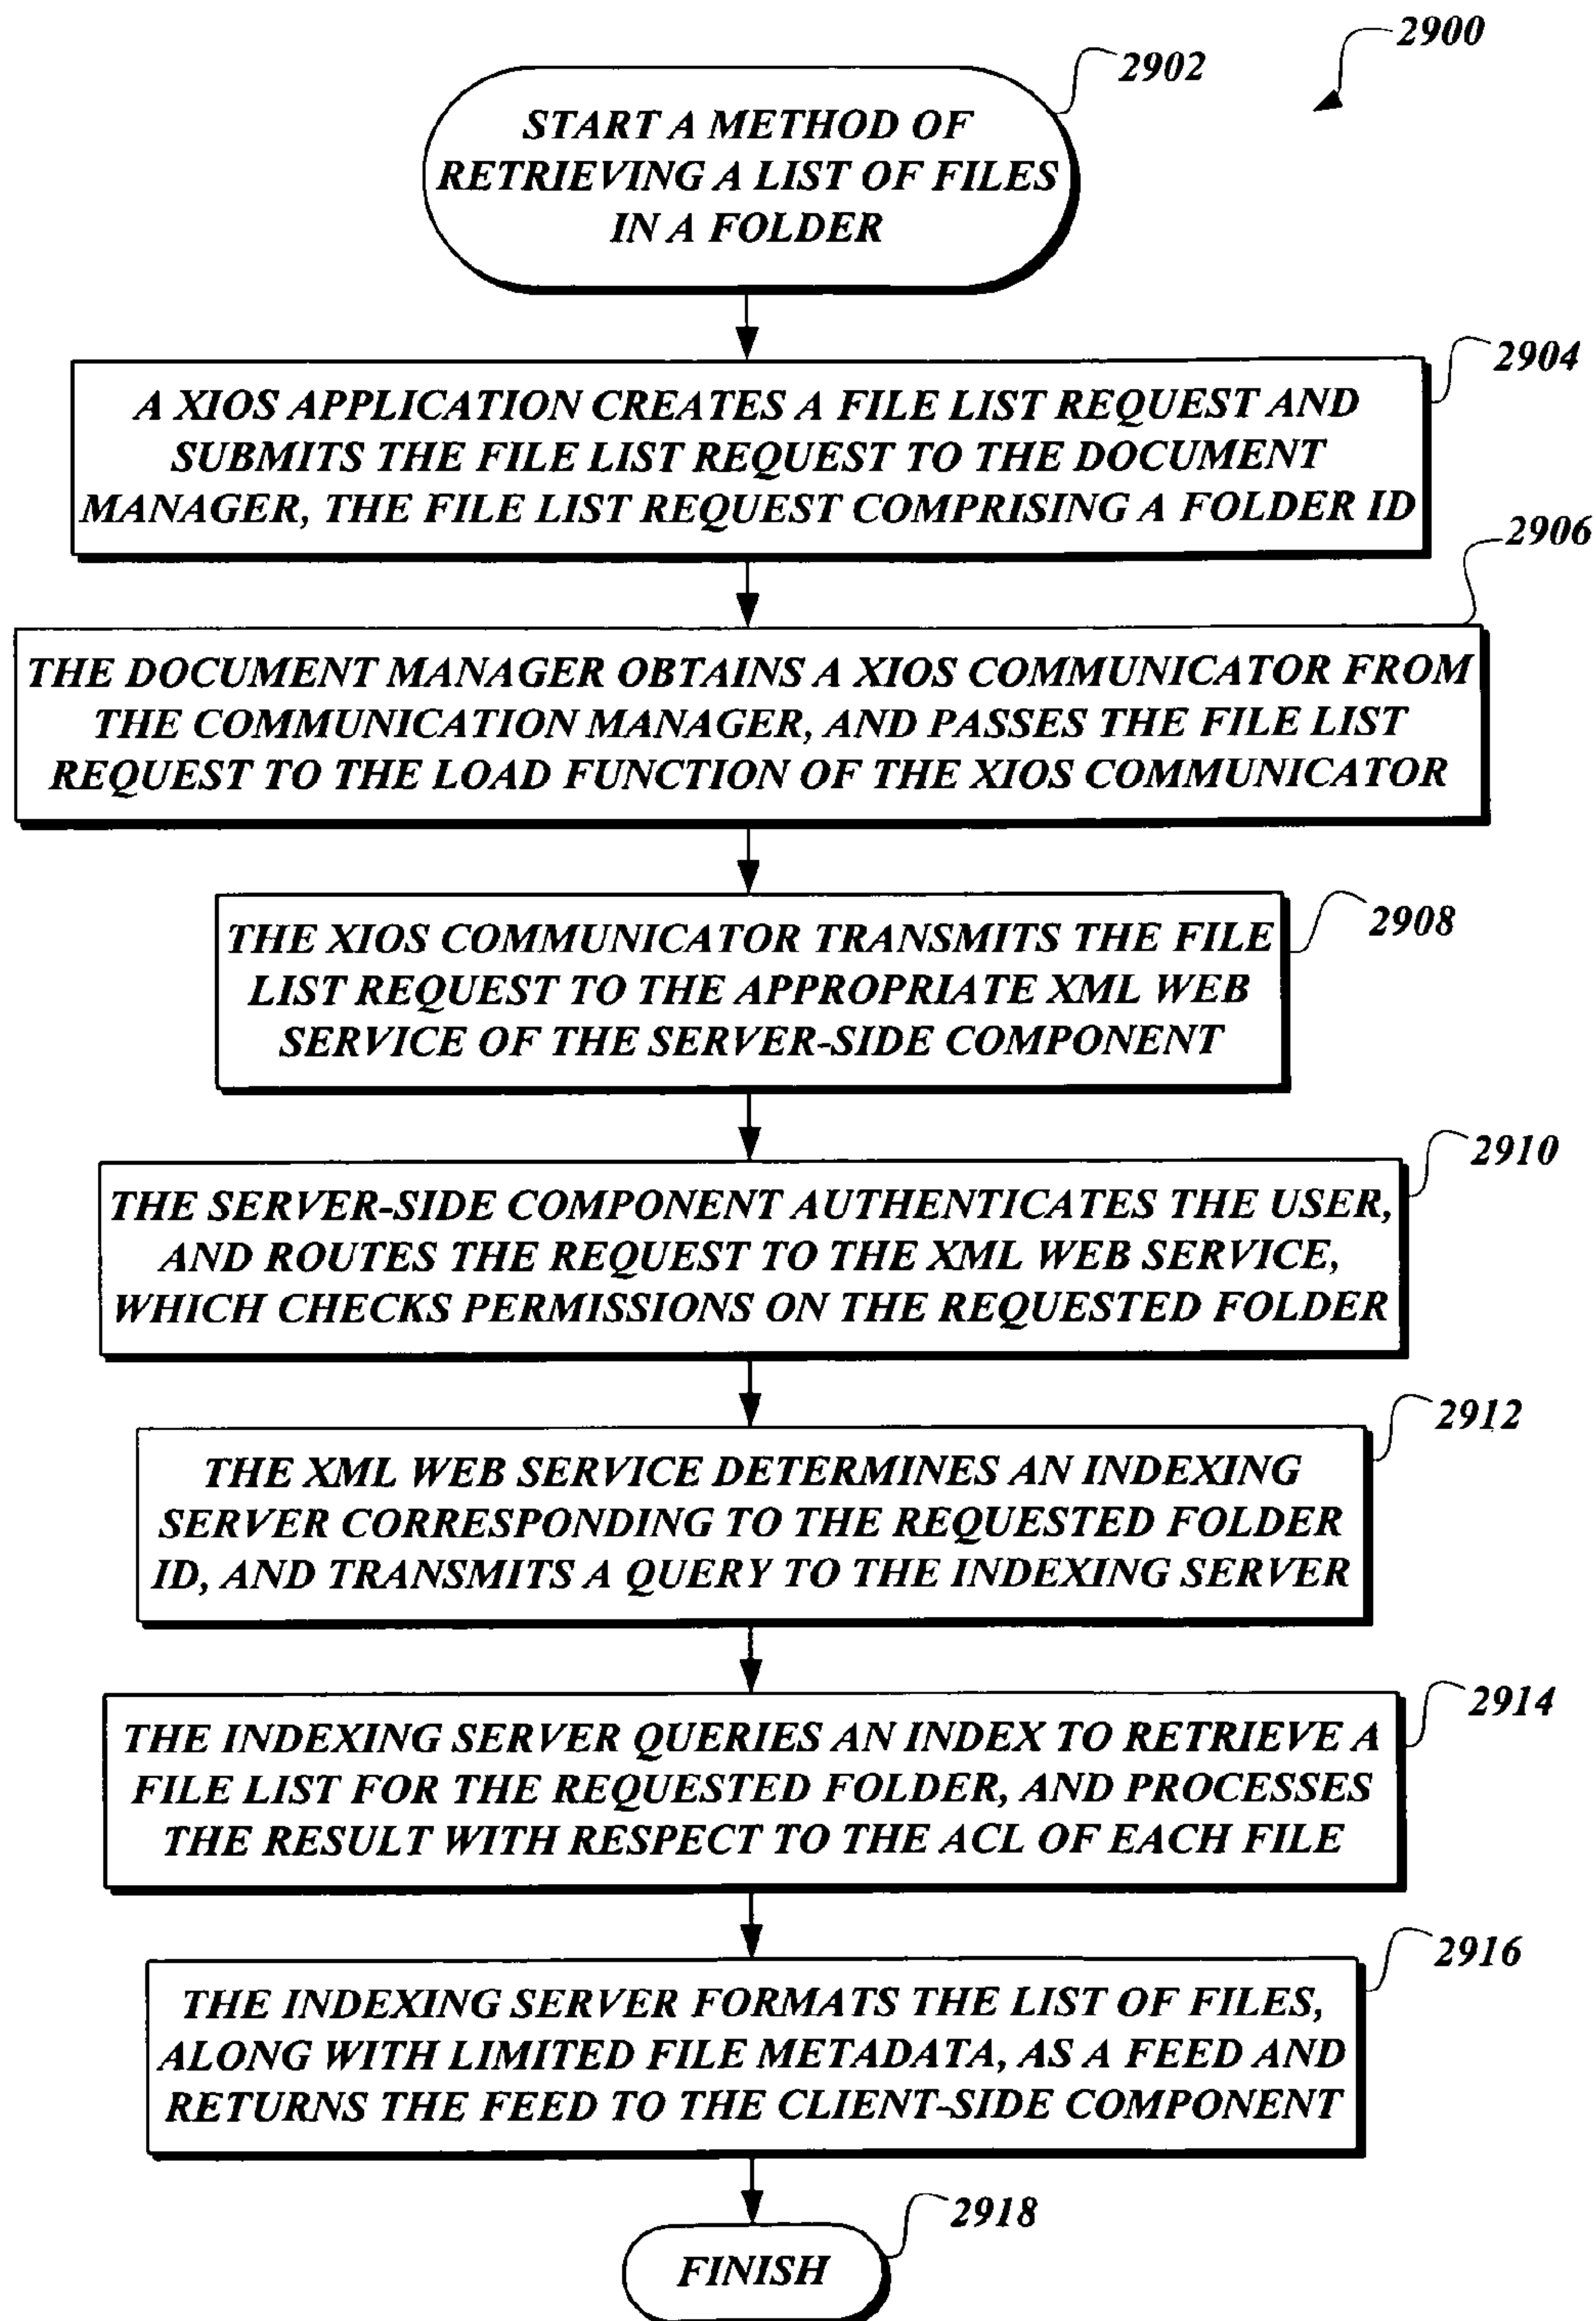 2900
2902
START A METHOD OF
RETRIEVING A LIST OF FILES
IN A FOLDER
2904
A XIOS APPLICATION CREATES A FILE LIST REQUEST AND
SUBMITS THE FILE LIST REQUEST TO THE DOCUMENT
MANAGER, THE FILE LIST REQUEST COMPRISING A FOLDER ID
2906
THE DOCUMENT MANAGER OBTAINS A XIOS COMMUNICATOR FROM
THE COMMUNICATION MANAGER, AND PASSES THE FILE LIST
REQUEST TO THE LOAD FUNCTION OF THE XIOS COMMUNICATOR
2908
THE XIOS COMMUNICATOR TRANSMITS THE FILE
LIST REQUEST TO THE APPROPRIATE XML WEB
SERVICE OF THE SERVER-SIDE COMPONENT
2910
THE SERVER-SIDE COMPONENT AUTHENTICATES THE USER,
AND ROUTES THE REQUEST TO THE XML WEB SERVICE,
WHICH CHECKS PERMISSIONS ON THE REQUESTED FOLDER
2912
THE XML WEB SERVICE DETERMINES AN INDEXING
SERVER CORRESPONDING TO THE REQUESTED FOLDER
ID, AND TRANSMITS A QUERY TO THE INDEXING SERVER
2914
THE INDEXING SERVER QUERIES AN INDEX TO RETRIEVE A
FILE LIST FOR THE REQUESTED FOLDER, AND PROCESSES
THE RESULT WITH RESPECT TO THE ACL OF EACH FILE
2916
THE INDEXING SERVER FORMATS THE LIST OF FILES,
ALONG WITH LIMITED FILE METADATA, AS A FEED AND
RETURNS THE FEED TO THE CLIENT-SIDE COMPONENT
2918
FINISH